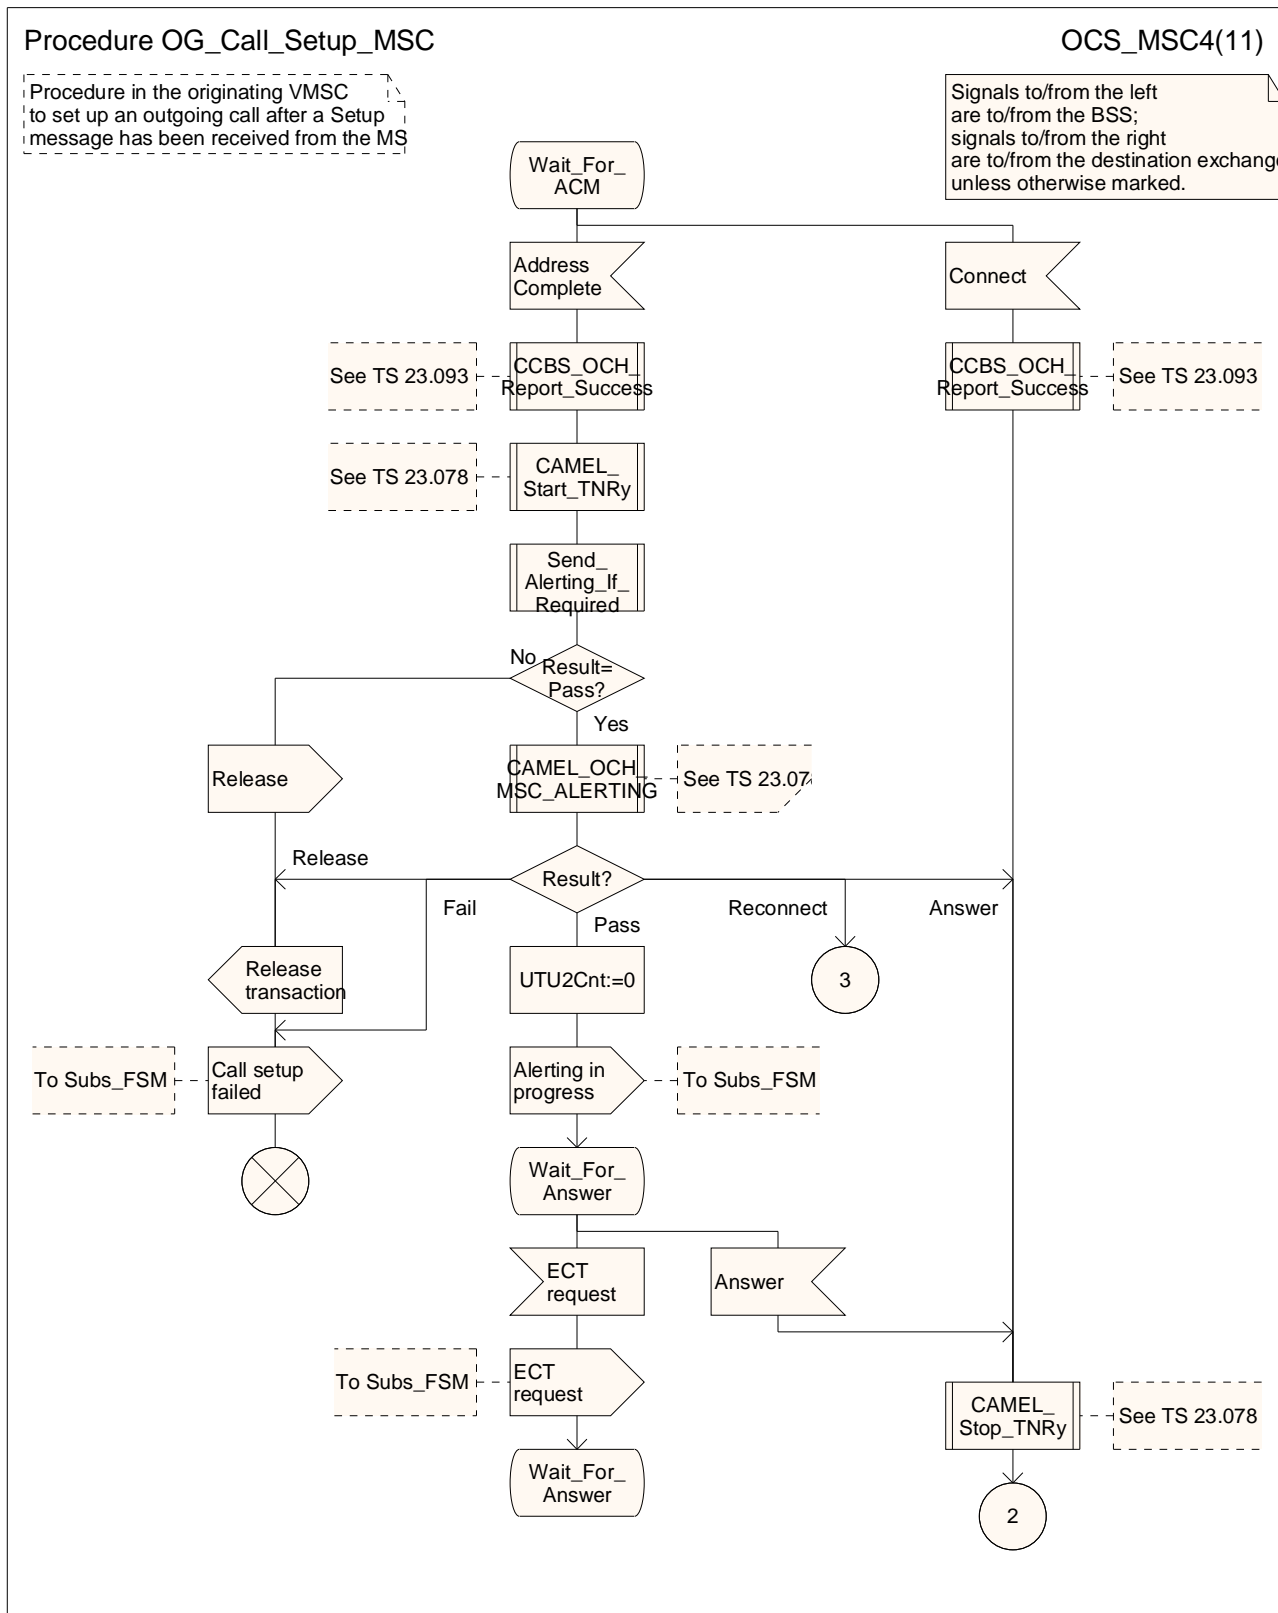 Procedure OG_Call_Setup_MSC
OCS_MSC4(11)
Procedure in the originating VMSC
to set up an outgoing call after a Setup
message has been received from the MS
Signals to/from the left
are to/from the BSS;
signals to/from the right
are to/from the destination exchange
unless otherwise marked.
Wait_For_
ACM
Address
Complete
Connect
See TS 23.093
CCBS_OCH_
Report_Success
CCBS_OCH_
Report_Success
See TS 23.093
See TS 23.078
CAMEL_
Start_TNRy
Send_
Alerting_If_
Required
No
Result=
Pass?
Yes
Release
CAMEL_OCH_
MSC_ALERTING
See TS 23.07
Release
Result?
Fail
Reconnect
Answer
Pass
Release
transaction
UTU2Cnt:=0
3
To Subs_FSM
Call setup
failed
Alerting in
progress
To Subs_FSM
Wait_For_
Answer
ECT
request
Answer
To Subs_FSM
ECT
request
CAMEL_
Stop_TNRy
See TS 23.078
Wait_For_
Answer
2